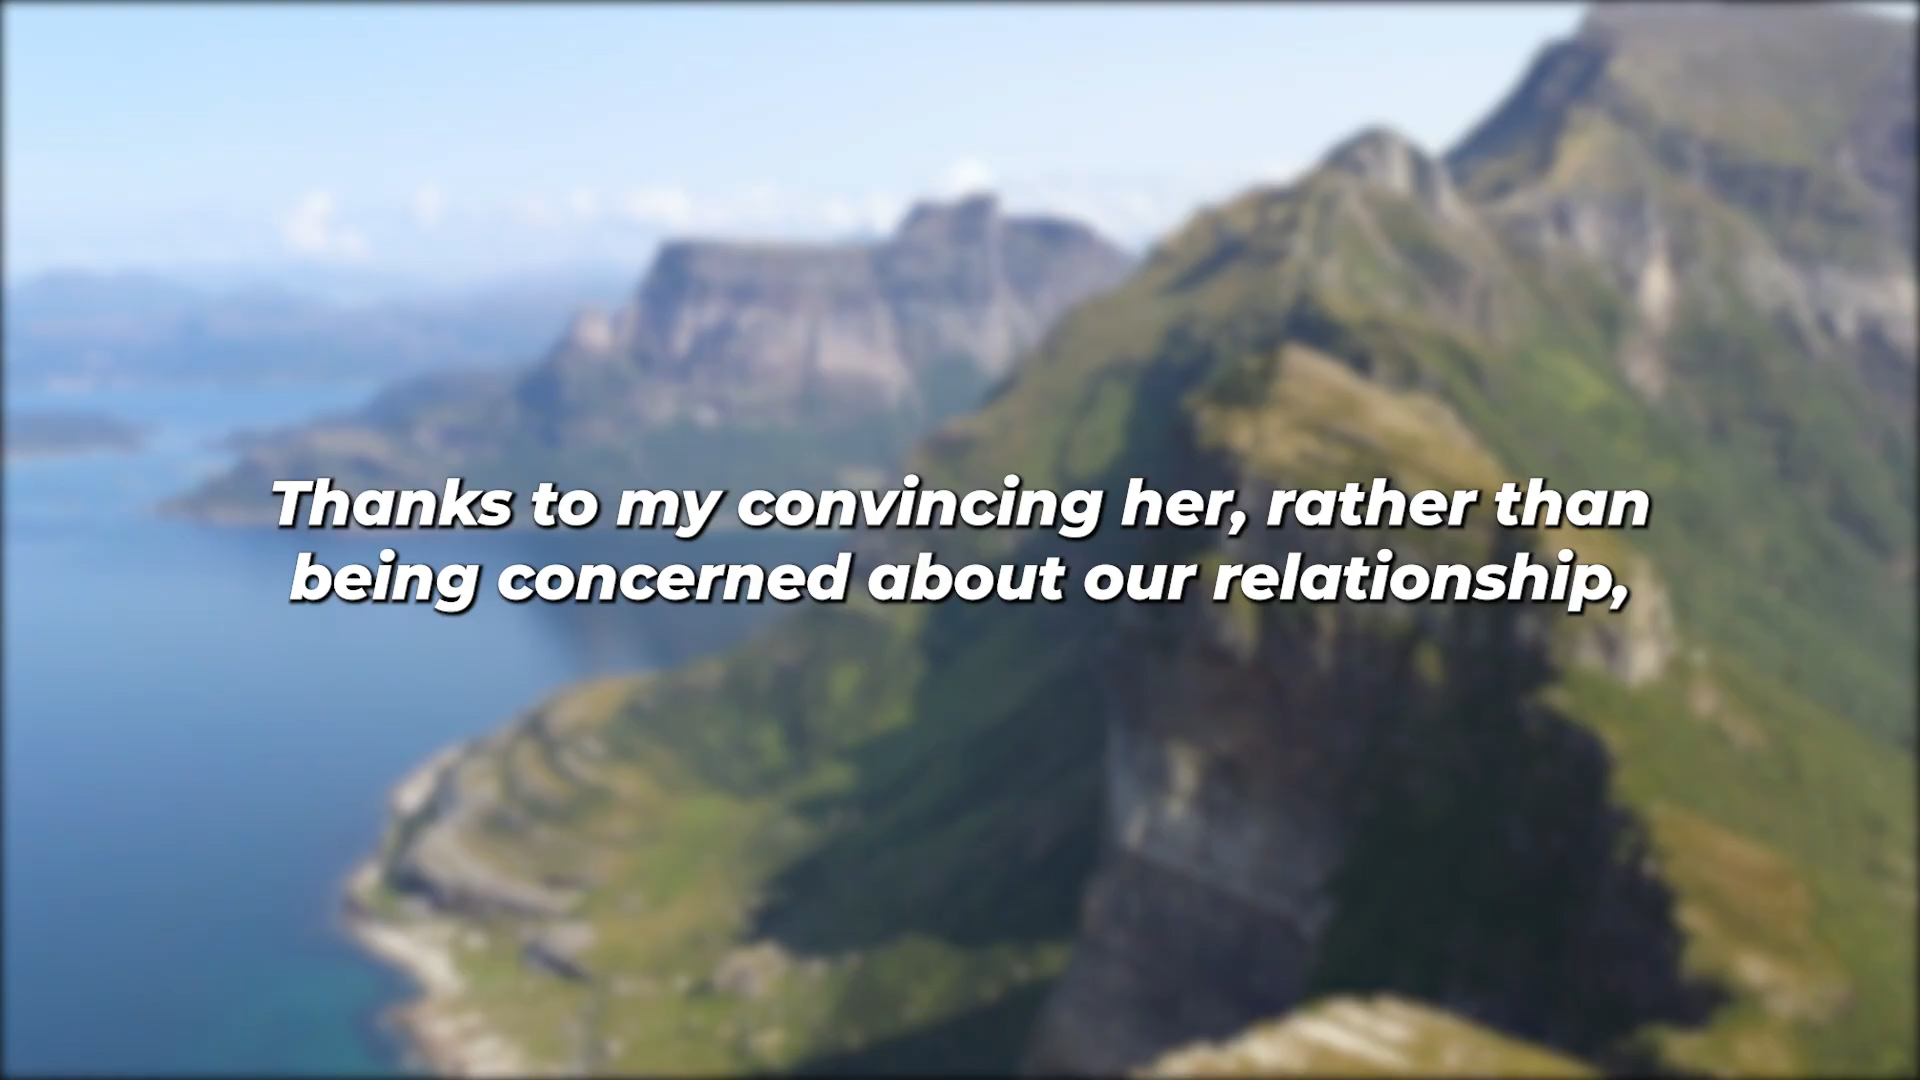 Thanks to my convincing her, rather than
being concerned about our relationship,